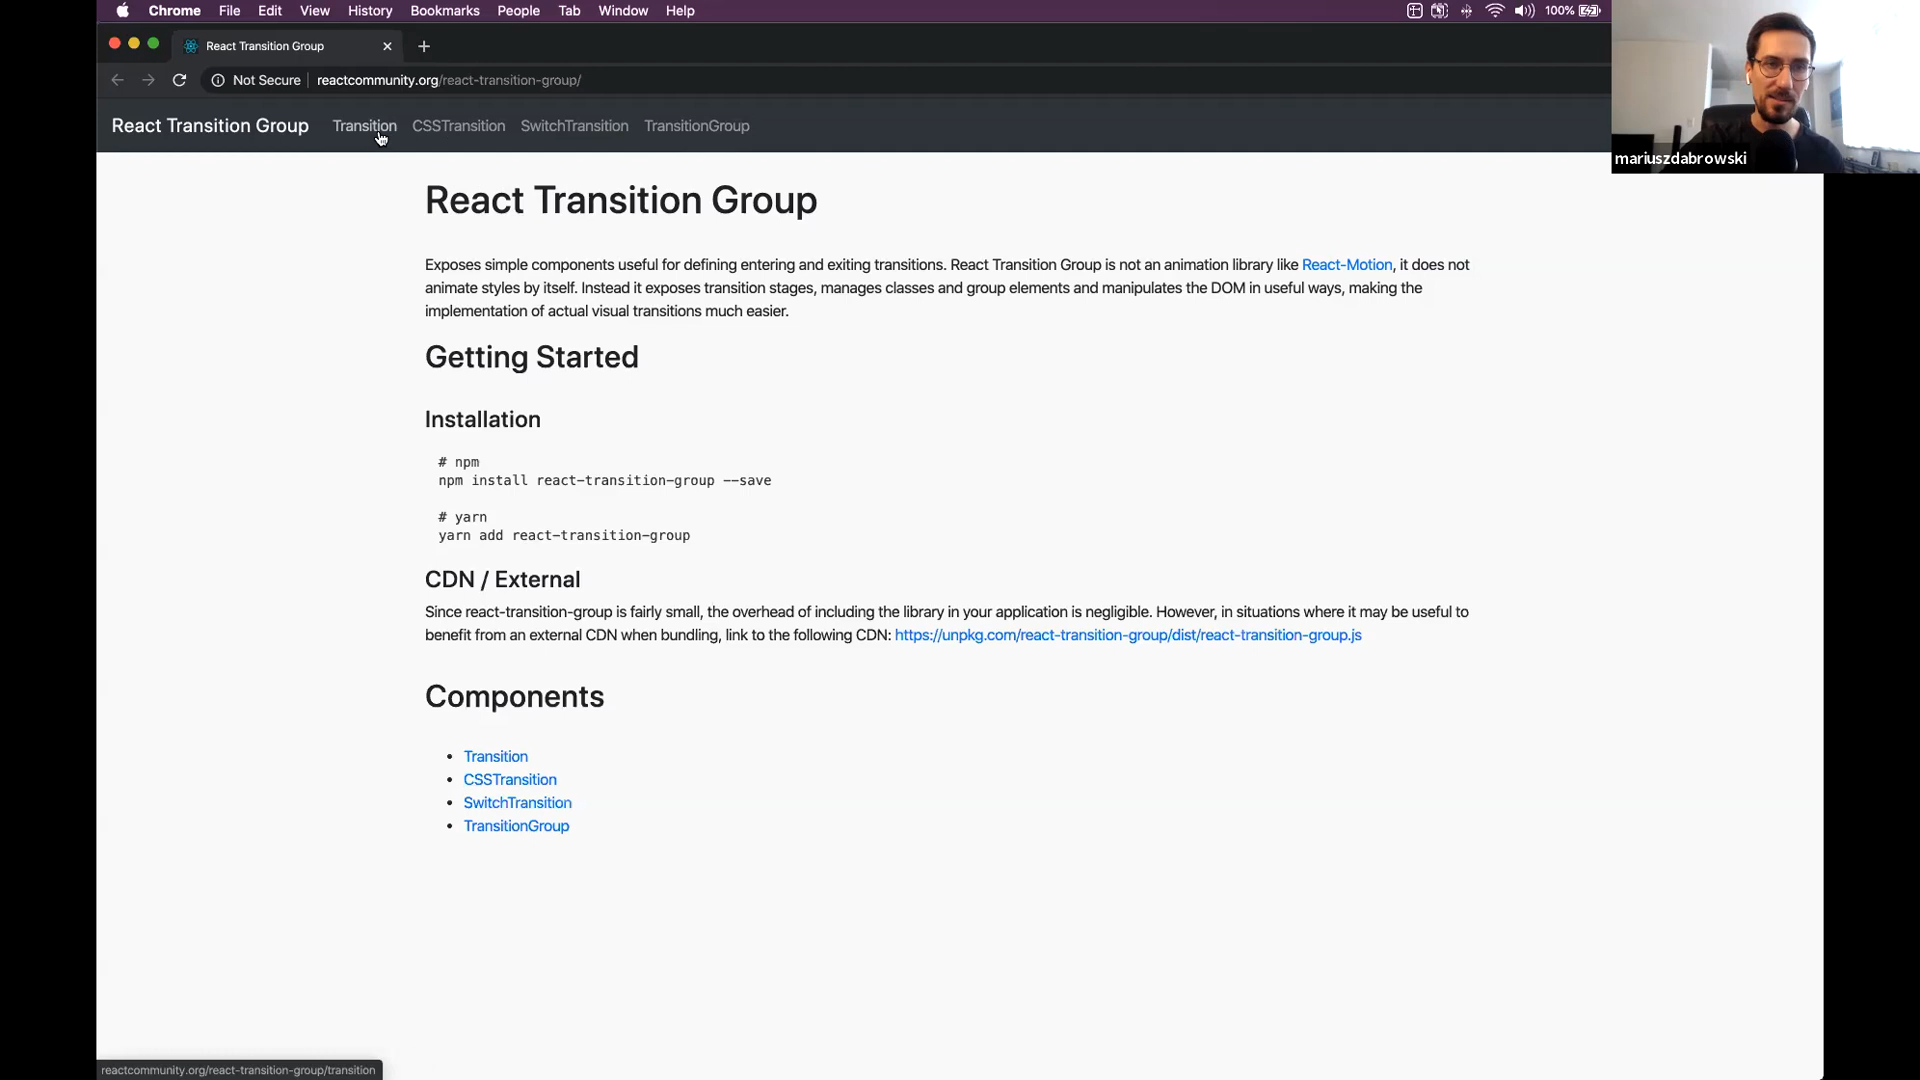 Chrome File Edit View History Bookmarks People Tab Window Help 100%
React Transition Group
Not Secure reactcommunity.org/react-transition-group/
React Transition Group Transition CSSTransition SwitchTransition TransitionGroup
mariuszdabrowski
React Transition Group
Exposes simple components useful for defining entering and exiting transitions. React Transition Group is not an animation library like React-Motion, it does not
animate styles by itself. Instead it exposes transition stages, manages classes and group elements and manipulates the DOM in useful ways, making the
implementation of actual visual transitions much easier.
Getting Started
Installation
# npm
npm install react-transition-group --save
# yarn
yarn add react-transition-group
CDN / External
Since react-transition-group is fairly small, the overhead of including the library in your application is negligible. However, in situations where it may be useful to
benefit from an external CDN when bundling, link to the following CDN: https://unpkg.com/react-transition-group/dist/react-transition-group.js
Components
• Transition
• CSSTransition
• SwitchTransition
• TransitionGroup
reactcommunity.org/react-transition-group/transition